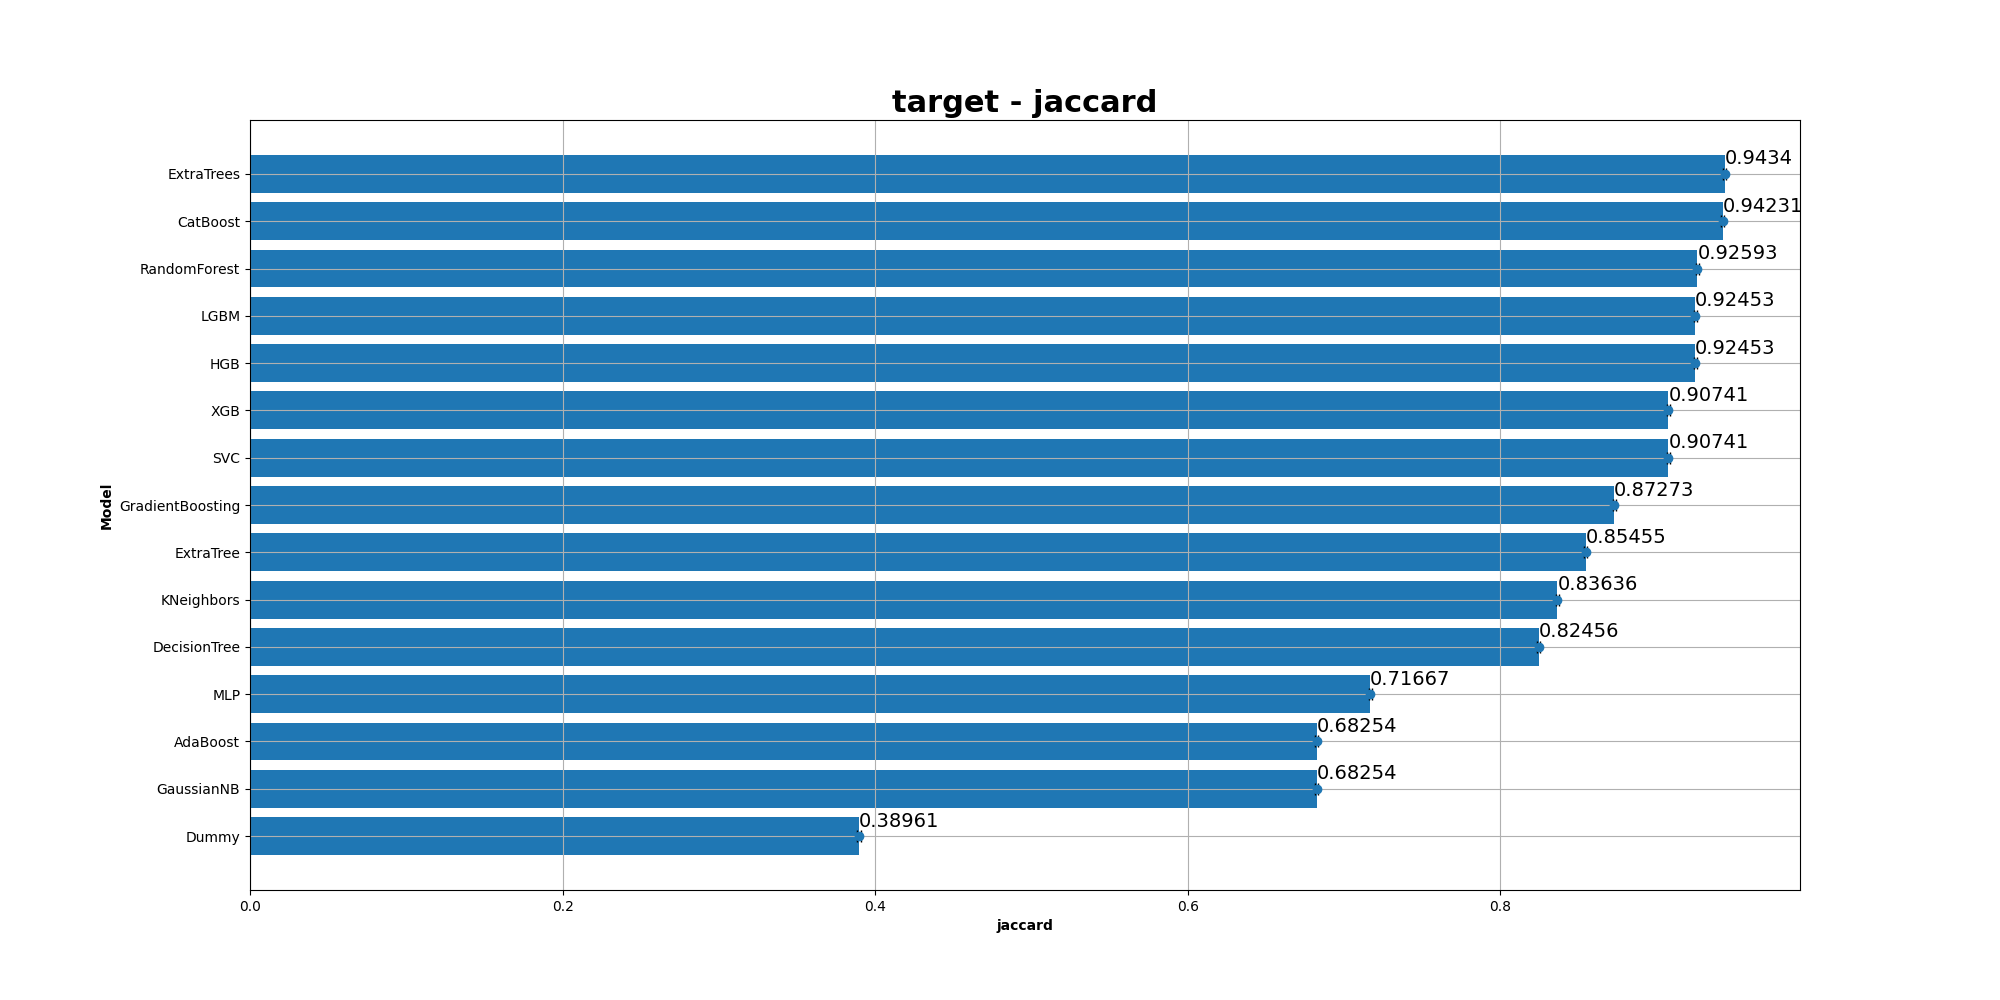 target - jaccard
ExtraTrees 0.9434
CatBoost 0.94231
RandomForest 0.92593
LGBM 0.92453
HGB 0.92453
XGB 0.90741
SVC 0.90741
GradientBoosting 0.87273
ExtraTree 0.85455
KNeighbors 0.83636
DecisionTree 0.82456
MLP 0.71667
AdaBoost 0.68254
GaussianNB 0.68254
Dummy 0.38961
Model
0.0 0.2 0.4 0.6 0.8
jaccard